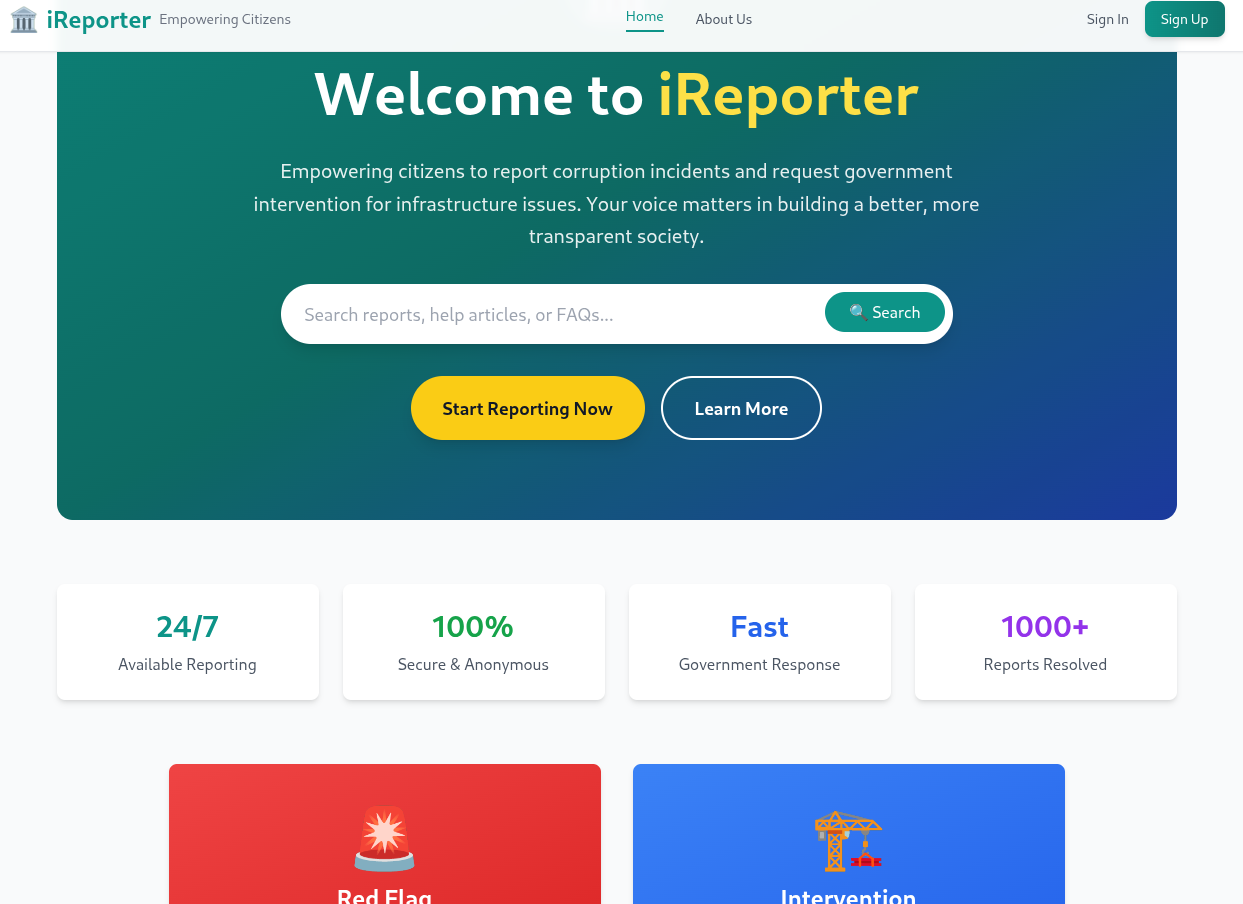 iReporter Empowering Citizens
Home
About Us
Sign In
Sign Up
Welcome to iReporter
Empowering citizens to report corruption incidents and request government
intervention for infrastructure issues. Your voice matters in building a better, more
transparent society.
Search reports, help articles, or FAQs...
Search
Start Reporting Now
Learn More
24/7
Available Reporting
100%
Secure & Anonymous
Fast
Government Response
1000+
Reports Resolved
Red Flag
Intervention